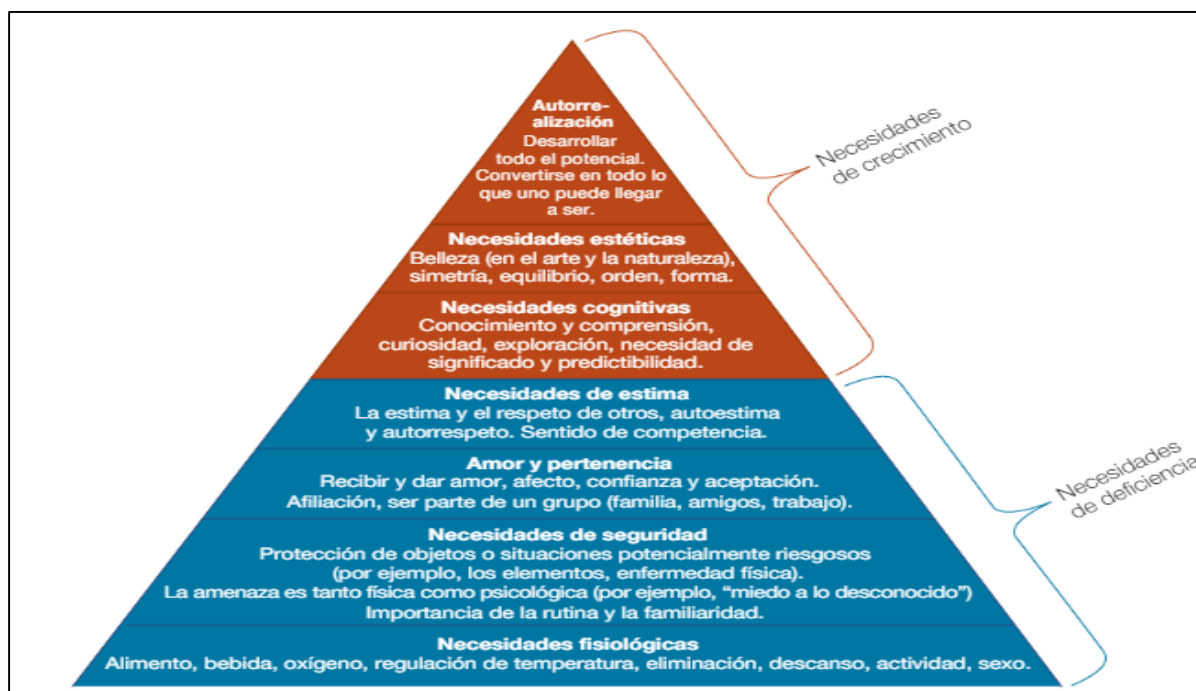 Autorre-
alización
Desarrollar
todo el potencial.
Convertirse en todo lo
que uno puede llegar
a ser.
Necesidades estéticas
Belleza (en el arte y la naturaleza),
simetría, equilibrio, orden, forma.
Necesidades cognitivas
Conocimiento y comprensión,
curiosidad, exploración, necesidad de
significado y predictibilidad.
Necesidades
de crecimiento
Necesidades de estima
La estima y el respeto de otros, autoestima
y autorrespeto. Sentido de competencia.
Amor y pertenencia
Recibir y dar amor, afecto, confianza y aceptación.
Afiliación, ser parte de un grupo (familia, amigos, trabajo).
Necesidades de seguridad
Protección de objetos o situaciones potencialmente riesgosos
(por ejemplo, los elementos, enfermedad física).
La amenaza es tanto física como psicológica (por ejemplo, “miedo a lo desconocido”)
Importancia de la rutina y la familiaridad.
Necesidades fisiológicas
Alimento, bebida, oxígeno, regulación de temperatura, eliminación, descanso, actividad, sexo.
Necesidades
de deficiencia